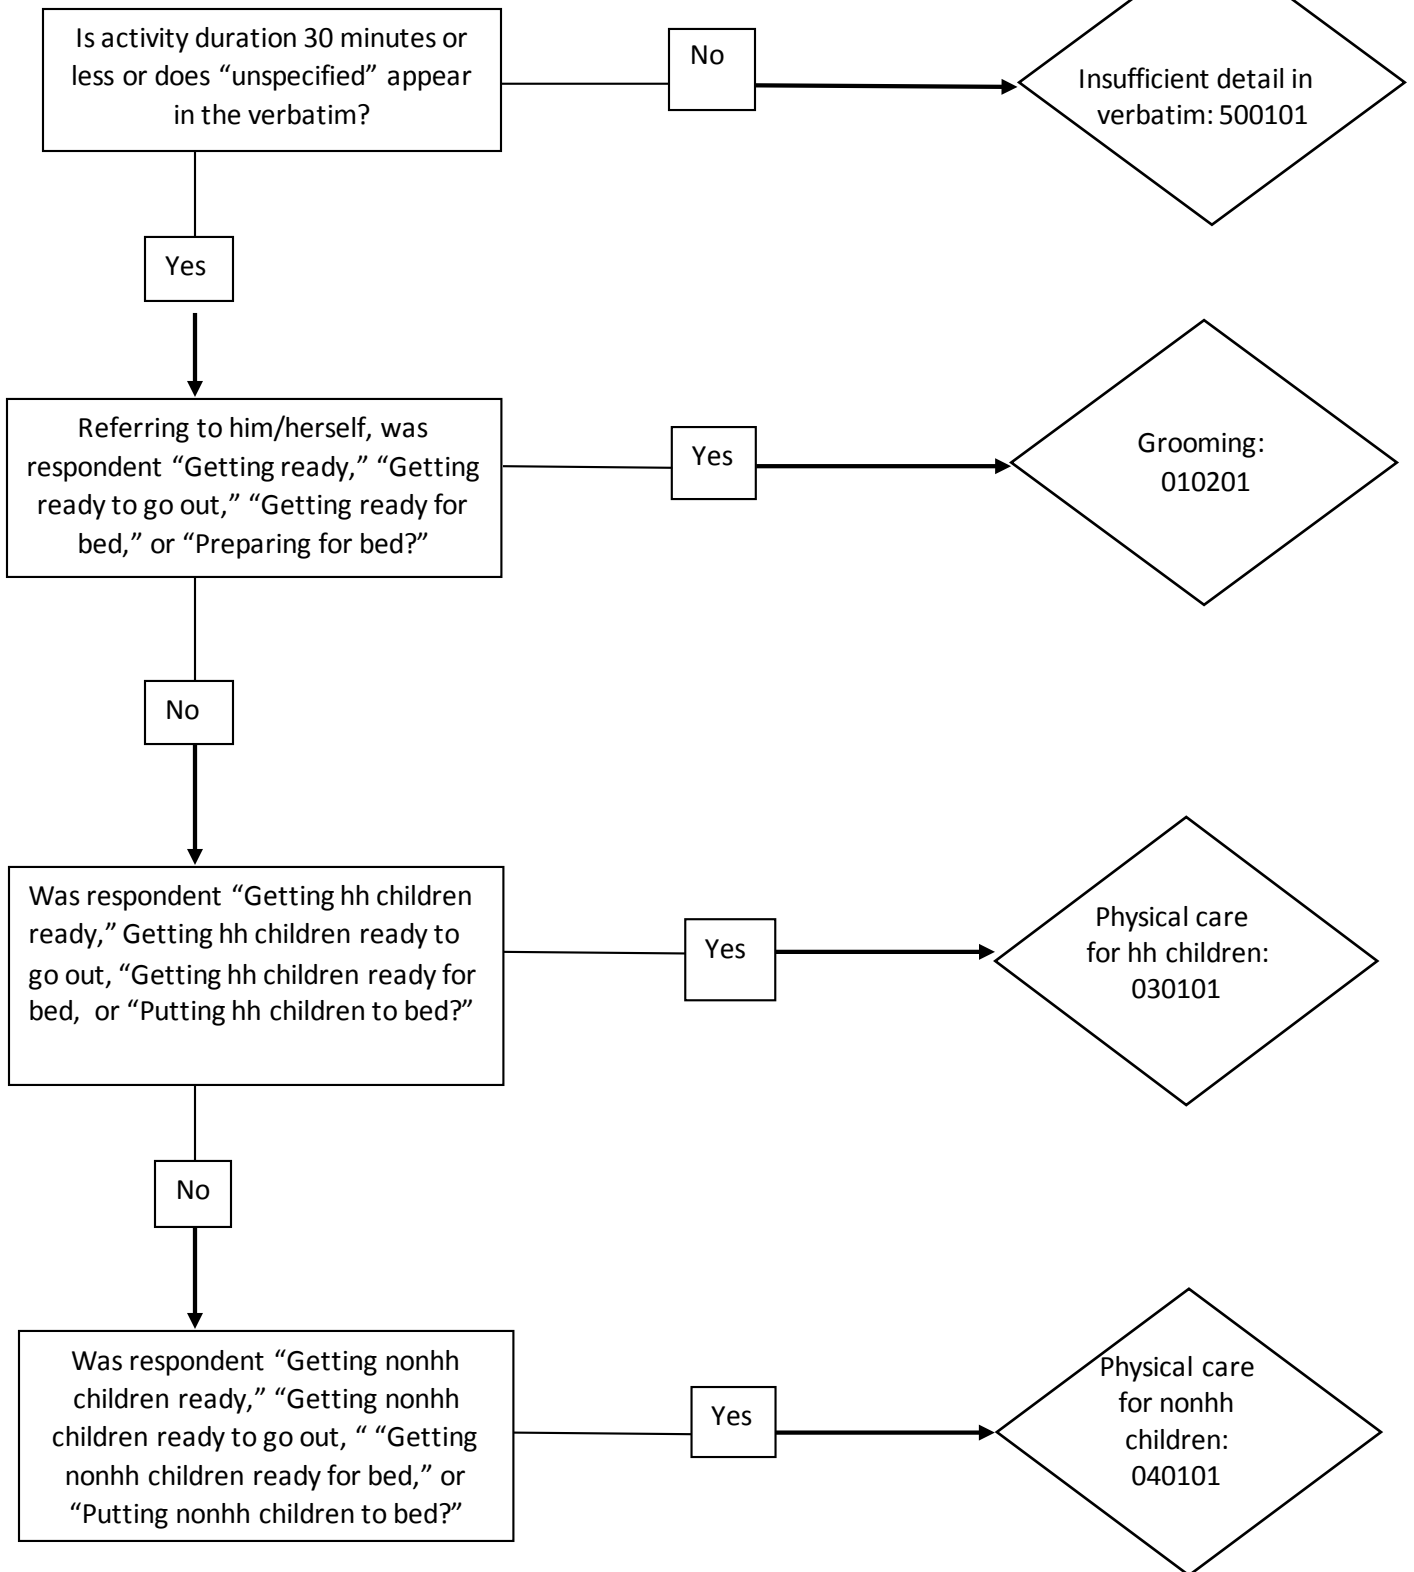 Is activity duration 30 minutes or
less or does “unspecified” appear
in the verbatim?
No
Insufficient detail in
verbatim: 500101
Yes
Referring to him/herself, was
respondent “Getting ready,” “Getting
ready to go out,” “Getting ready for
bed,” or “Preparing for bed?”
Yes
Grooming:
010201
No
Was respondent “Getting hh children
ready,” Getting hh children ready to
go out, “Getting hh children ready for
bed, or “Putting hh children to bed?”
Yes
Physical care
for hh children:
030101
No
Was respondent “Getting nonhh
children ready,” “Getting nonhh
children ready to go out, “ “Getting
nonhh children ready for bed,” or
“Putting nonhh children to bed?”
Yes
Physical care
for nonhh
children:
040101